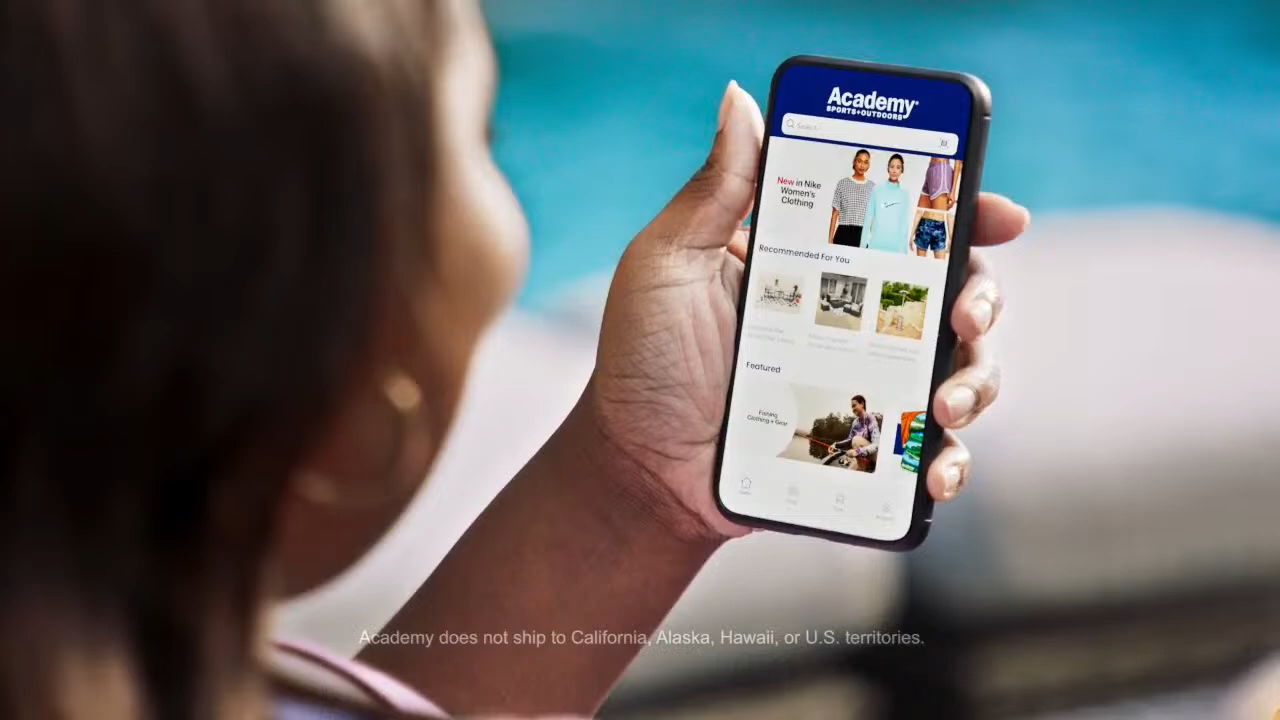 Academy
SPORTS+OUTDOORS
Search
New in Nike
Women's
Clothing
Recommended For You
Featured
Fishing
Clothing + Gear
Academy does not ship to California, Alaska, Hawaii, or U.S. territories.